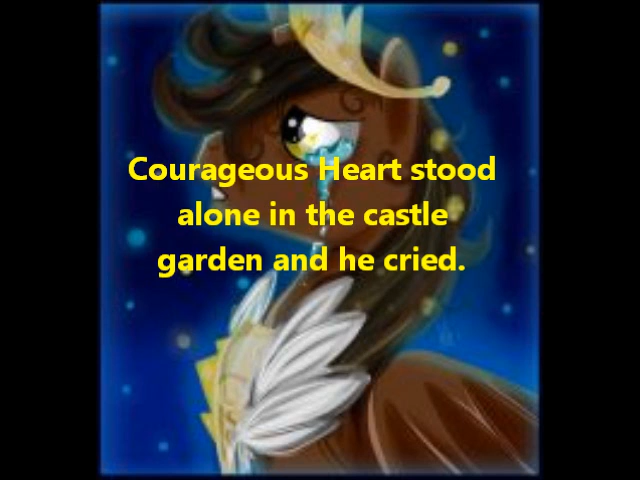 Courageous Heart stood
alone in the castle
garden and he cried.